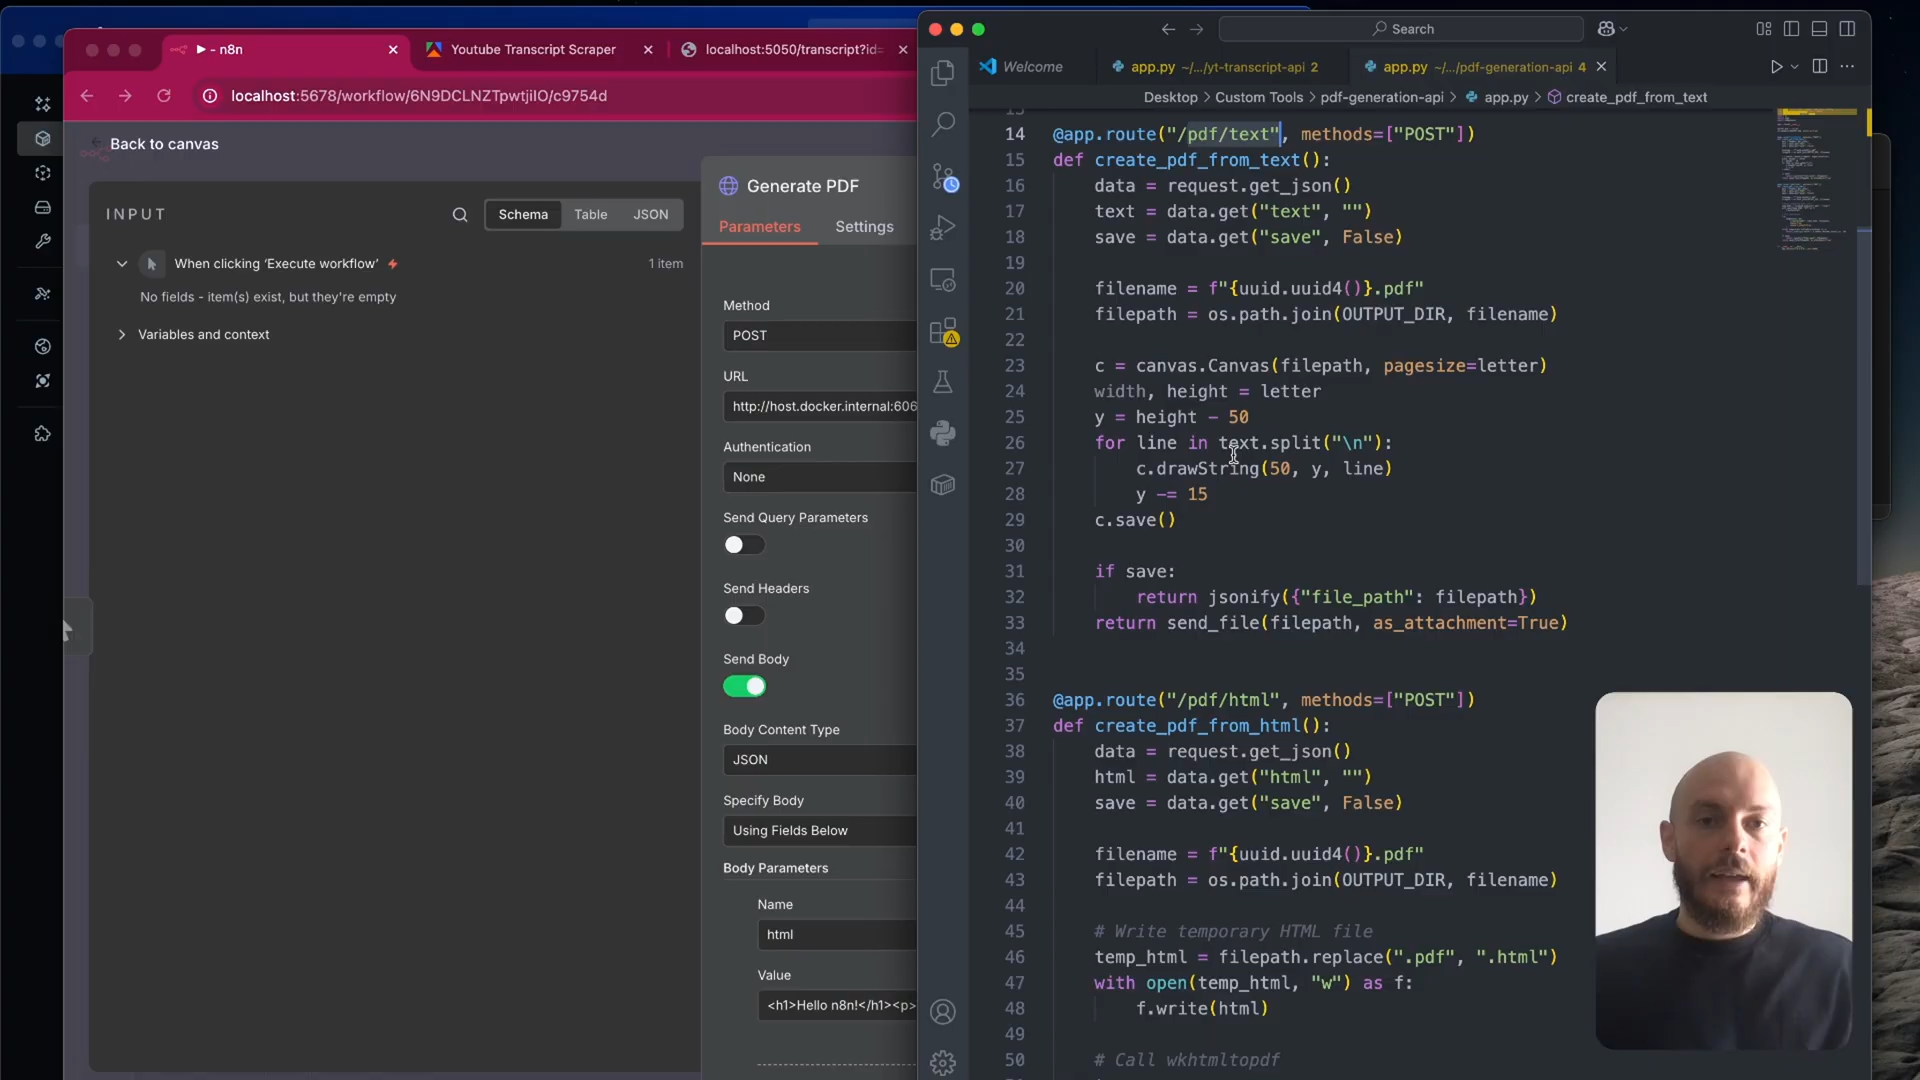 ▶ - n8n
Youtube Transcript Scraper
localhost:5050/transcript?id=
localhost:5678/workflow/6N9DCLNZTpwtjiIO/c9754d
Back to canvas
INPUT
Schema
Table
JSON
When clicking ‘Execute workflow’
1 item
No fields - item(s) exist, but they're empty
Variables and context
Generate PDF
Parameters
Settings
Method
POST
URL
http://host.docker.internal:606
Authentication
None
Send Query Parameters
Send Headers
Send Body
Body Content Type
JSON
Specify Body
Using Fields Below
Body Parameters
Name
html
Value
<h1>Hello n8n!</h1><p>
Search
Welcome
app.py ~/.../yt-transcript-api 2
app.py ~/.../pdf-generation-api 4
Desktop > Custom Tools > pdf-generation-api > app.py > create_pdf_from_text
14 @app.route("/pdf/text", methods=["POST"])
15 def create_pdf_from_text():
16 data = request.get_json()
17 text = data.get("text", "")
18 save = data.get("save", False)
19
20 filename = f"{uuid.uuid4()}.pdf"
21 filepath = os.path.join(OUTPUT_DIR, filename)
22
23 c = canvas.Canvas(filepath, pagesize=letter)
24 width, height = letter
25 y = height - 50
26 for line in text.split("\n"):
27 c.drawString(50, y, line)
28 y -= 15
29 c.save()
30
31 if save:
32 return jsonify({"file_path": filepath})
33 return send_file(filepath, as_attachment=True)
34
35
36 @app.route("/pdf/html", methods=["POST"])
37 def create_pdf_from_html():
38 data = request.get_json()
39 html = data.get("html", "")
40 save = data.get("save", False)
41
42 filename = f"{uuid.uuid4()}.pdf"
43 filepath = os.path.join(OUTPUT_DIR, filename)
44
45 # Write temporary HTML file
46 temp_html = filepath.replace(".pdf", ".html")
47 with open(temp_html, "w") as f:
48 f.write(html)
49
50 # Call wkhtmltopdf